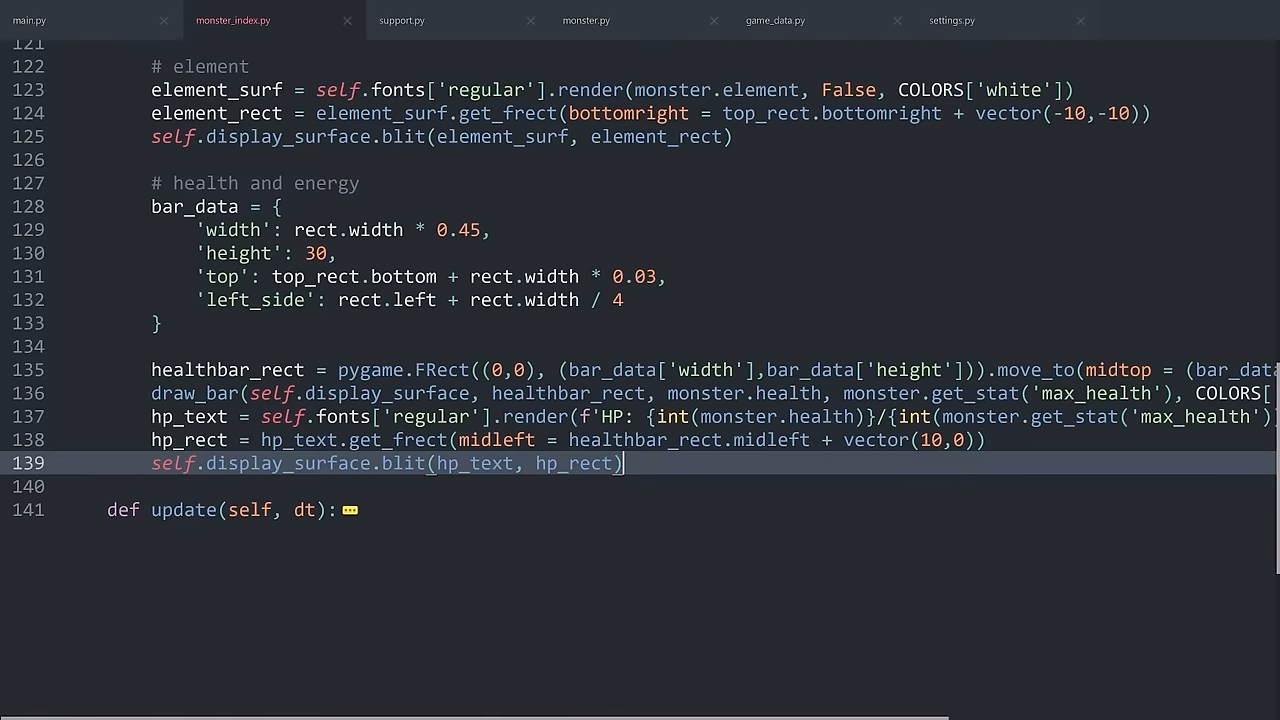 main.py monster_index.py support.py monster.py game_data.py settings.py
121
122 # element
123 element_surf = self.fonts['regular'].render(monster.element, False, COLORS['white'])
124 element_rect = element_surf.get_frect(bottomright = top_rect.bottomright + vector(-10,-10))
125 self.display_surface.blit(element_surf, element_rect)
126
127 # health and energy
128 bar_data = {
129 'width': rect.width * 0.45,
130 'height': 30,
131 'top': top_rect.bottom + rect.width * 0.03,
132 'left_side': rect.left + rect.width / 4
133 }
134
135 healthbar_rect = pygame.FRect((0,0), (bar_data['width'],bar_data['height'])).move_to(midtop = (bar_data
136 draw_bar(self.display_surface, healthbar_rect, monster.health, monster.get_stat('max_health'), COLORS[
137 hp_text = self.fonts['regular'].render(f'HP: {int(monster.health)}/{int(monster.get_stat('max_health')
138 hp_rect = hp_text.get_frect(midleft = healthbar_rect.midleft + vector(10,0))
139 self.display_surface.blit(hp_text, hp_rect)
140
141 def update(self, dt):